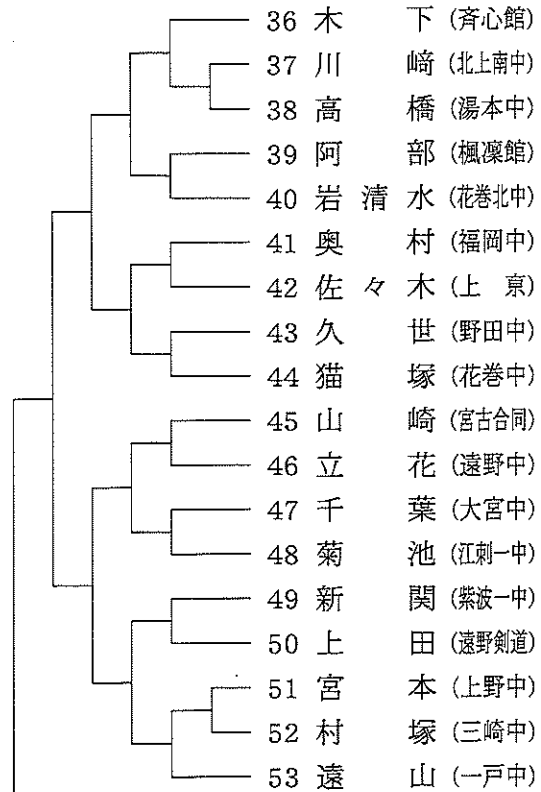 36 木下 (斉心館)
37 川﨑 (北上南中)
38 高橋 (湯本中)
39 阿部 (楓凜館)
40 岩清水 (花巻北中)
41 奥村 (福岡中)
42 佐々木 (上京)
43 久世 (野田中)
44 猫塚 (花巻中)
45 山崎 (宮古合同)
46 立花 (遠野中)
47 千葉 (大宮中)
48 菊池 (江刺一中)
49 新関 (紫波一中)
50 上田 (遠野剣道)
51 宮本 (上野中)
52 村塚 (三崎中)
53 遠山 (一戸中)